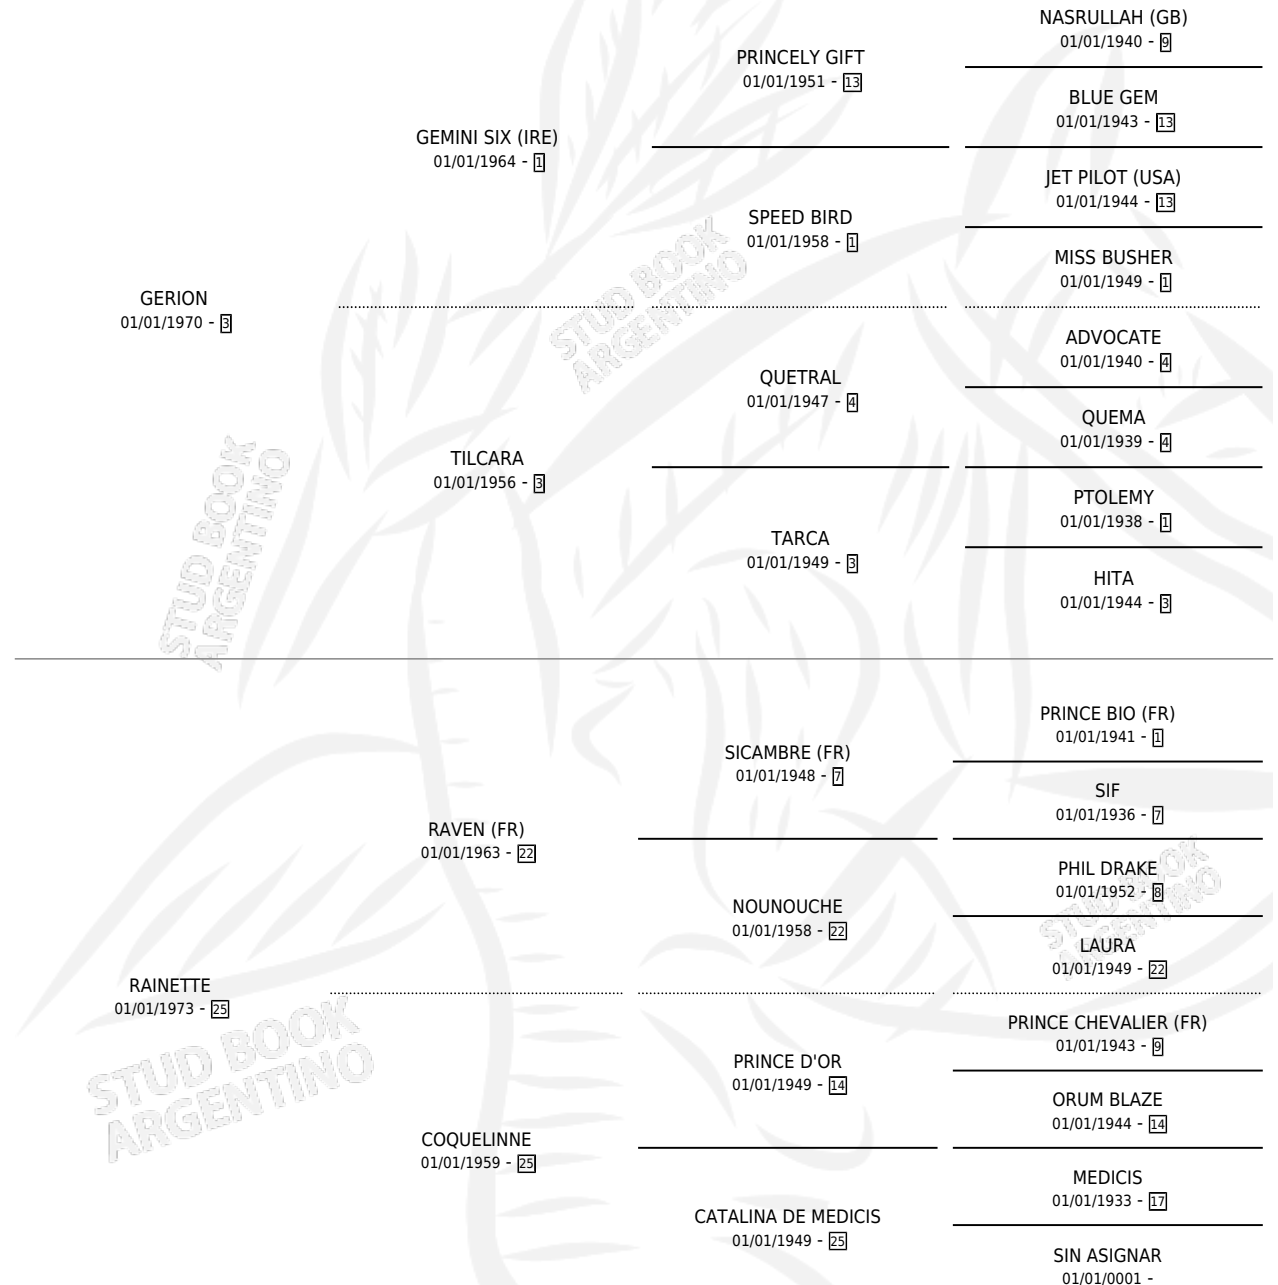 NASRULLAH (GB)
01/01/1940 - 9
PRINCELY GIFT
01/01/1951 - 13
BLUE GEM
01/01/1943 - 13
GEMINI SIX (IRE)
01/01/1964 - 1
JET PILOT (USA)
01/01/1944 - 13
SPEED BIRD
01/01/1958 - 1
MISS BUSHER
01/01/1949 - 1
GERION
01/01/1970 - 3
ADVOCATE
01/01/1940 - 4
QUETRAL
01/01/1947 - 4
QUEMA
01/01/1939 - 4
TILCARA
01/01/1956 - 3
PTOLEMY
01/01/1938 - 1
TARCA
01/01/1949 - 3
HITA
01/01/1944 - 3
PRINCE BIO (FR)
01/01/1941 - 1
SICAMBRE (FR)
01/01/1948 - 7
SIF
01/01/1936 - 7
RAVEN (FR)
01/01/1963 - 22
PHIL DRAKE
01/01/1952 - 8
NOUNOUCHE
01/01/1958 - 22
LAURA
01/01/1949 - 22
RAINETTE
01/01/1973 - 25
PRINCE CHEVALIER (FR)
01/01/1943 - 9
PRINCE D'OR
01/01/1949 - 14
ORUM BLAZE
01/01/1944 - 14
COQUELINNE
01/01/1959 - 25
MEDICIS
01/01/1933 - 17
CATALINA DE MEDICIS
01/01/1949 - 25
SIN ASIGNAR
01/01/0001 -
STUD BOOK
ARGENTINO
STUD BOOK
ARGENTINO
STUD BOOK
ARGENTINO
STUD BOOK
ARGENTINO